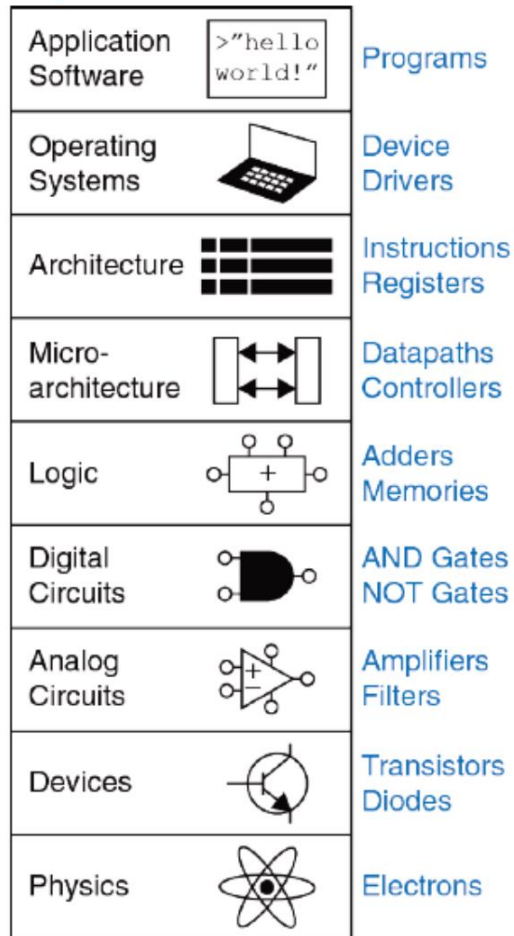 Application
Software
>"hello
world!"
Programs
Operating
Systems
Device
Drivers
Architecture
Instructions
Registers
Micro-
architecture
Datapaths
Controllers
Logic
+
Adders
Memories
Digital
Circuits
AND Gates
NOT Gates
Analog
Circuits
+
−
Amplifiers
Filters
Devices
Transistors
Diodes
Physics
Electrons